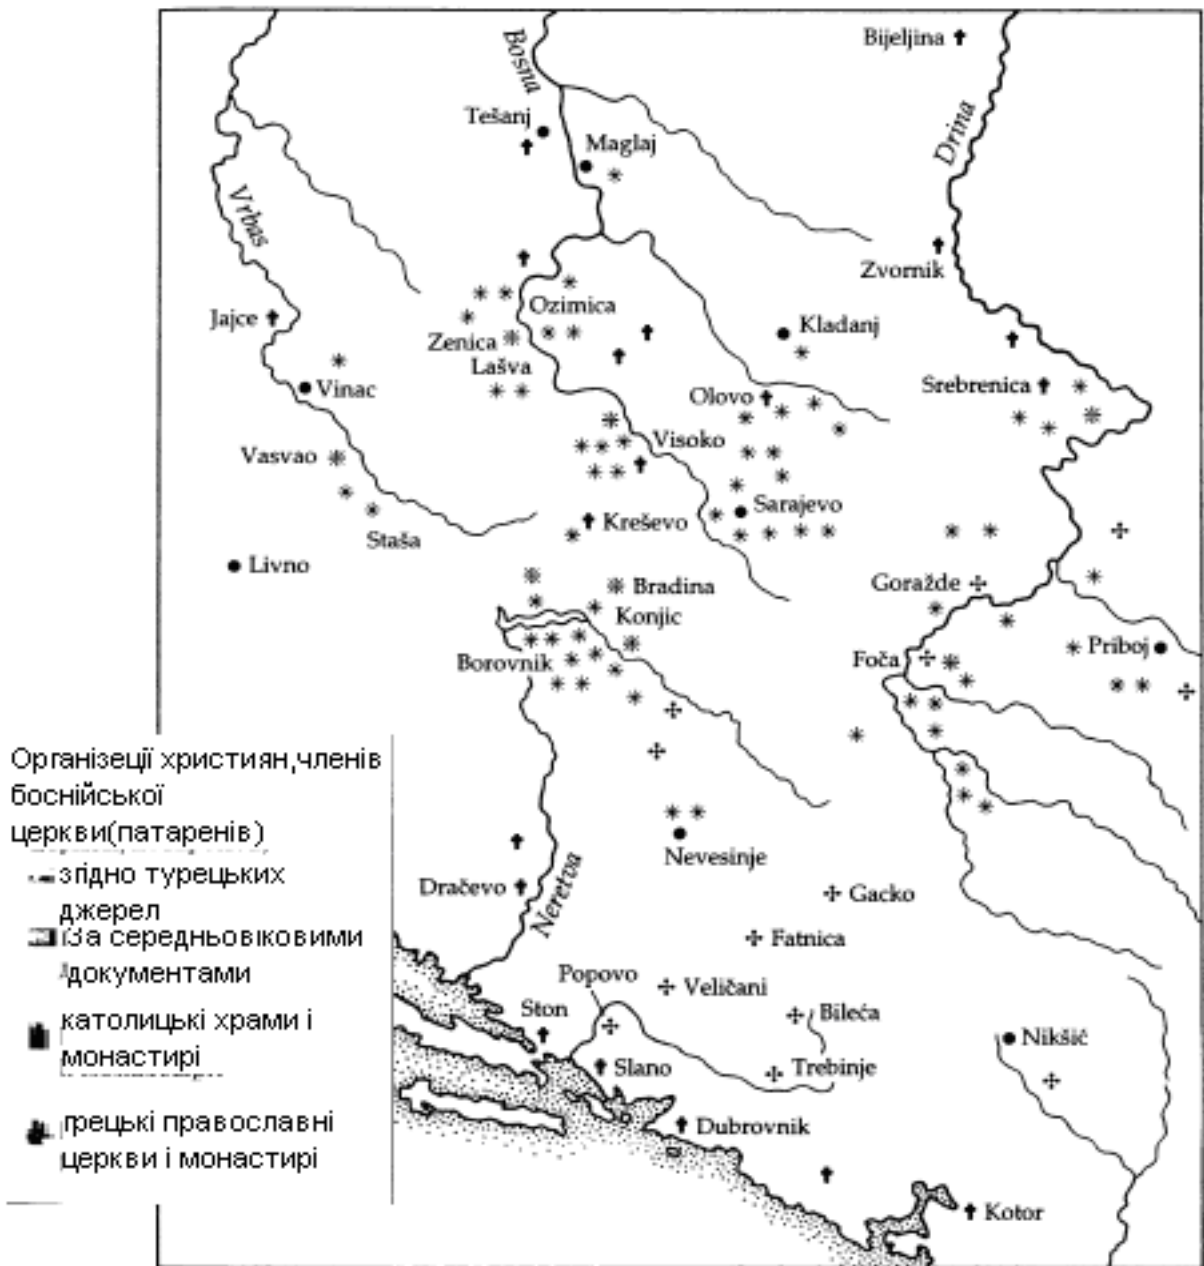 Bijeljina
Bosna
Drina
Tešanj
Maglaj
Vrbas
Zvornik
Jajce
Ozimica
Zenica
Lašva
Kladanj
Vinac
Olovo
Srebrenica
Visoko
Vasvao
Sarajevo
Staša
Kreševo
Livno
Bradina
Goražde
Konjic
Borovnik
Foča
Priboj
Організеції християн,членів
боснійської
церкви(патаренів)
згідно турецьких
джерел
За середньовіковими
документами
католицькі храми і
монастирі
грецькі православні
церкви і монастирі
Nevesinje
Dračevo
Neretva
Gacko
Fatnica
Popovo
Veličani
Ston
Bileća
Nikšić
Slano
Trebinje
Dubrovnik
Kotor